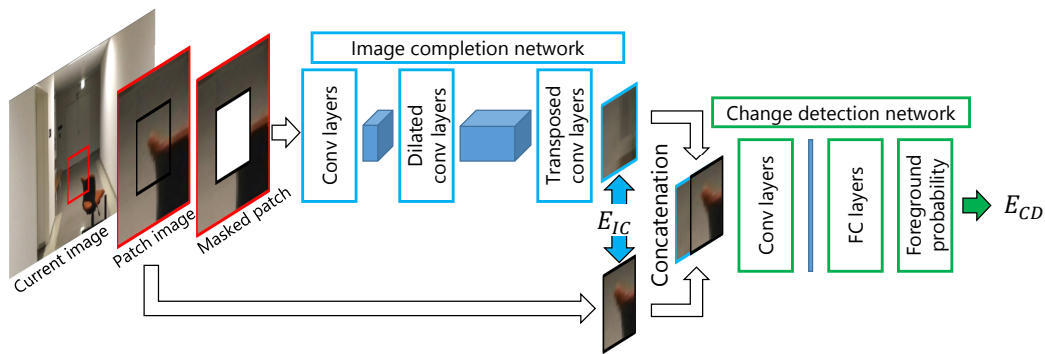 Image completion network
Current image
Patch image
Masked patch
Conv layers
Dilated
conv layers
Transposed
conv layers
E_IC
Concatenation
Change detection network
Conv layers
FC layers
Foreground
probability
E_CD